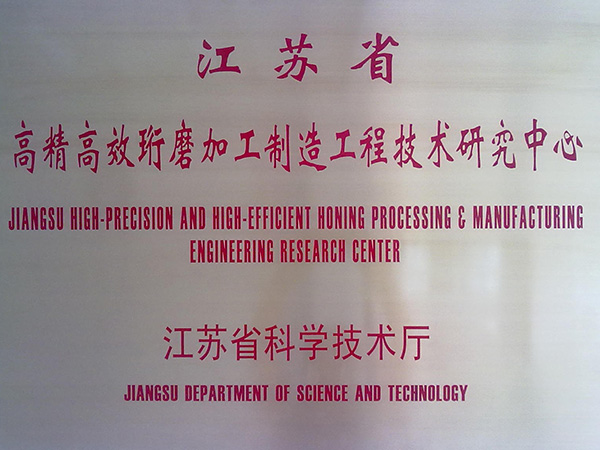 江苏省
高精高效珩磨加工制造工程技术研究中心
JIANGSU HIGH-PRECISION AND HIGH-EFFICIENT HONING PROCESSING & MANUFACTURING
ENGINEERING RESEARCH CENTER
江苏省科学技术厅
JIANGSU DEPARTMENT OF SCIENCE AND TECHNOLOGY